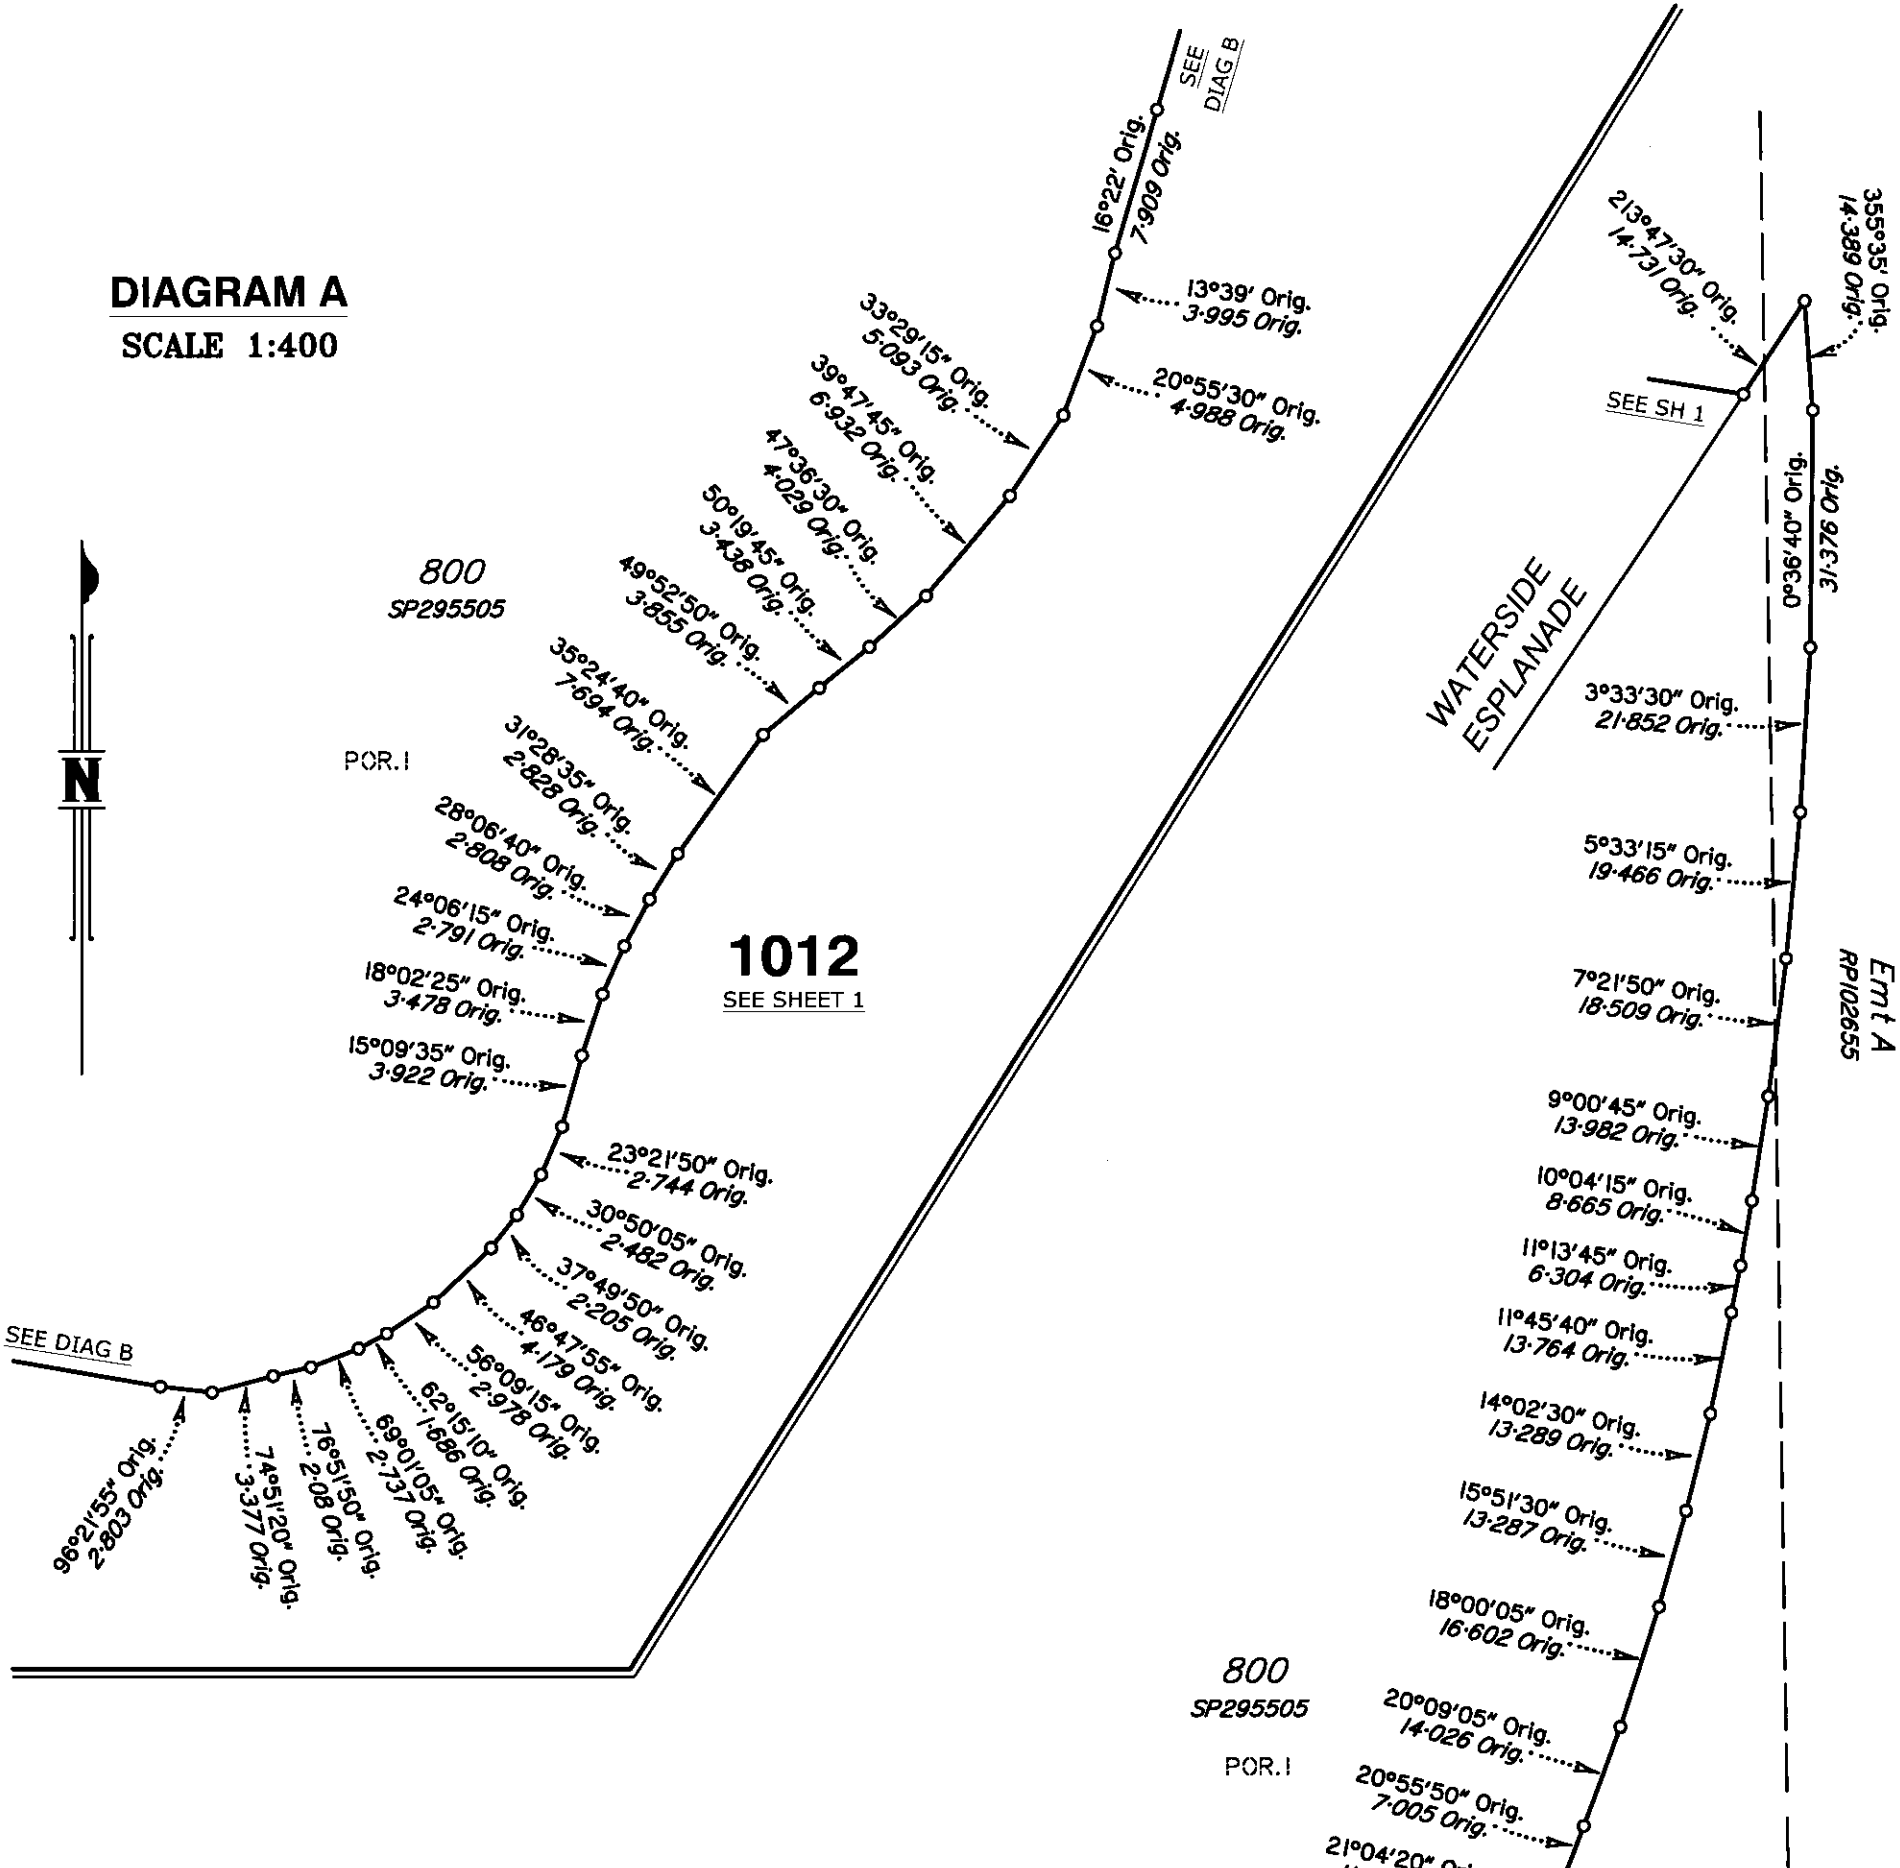 DIAGRAM A
SCALE 1:400
SEE
DIAG B
16°22' Orig.
7·909 Orig.
13°39' Orig.
3·995 Orig.
20°55'30" Orig.
4·988 Orig.
33°29'15" Orig.
5·093 Orig.
39°47'45" Orig.
6·932 Orig.
47°36'30" Orig.
4·029 Orig.
50°19'45" Orig.
3·438 Orig.
49°52'50" Orig.
3·855 Orig.
35°24'40" Orig.
7·694 Orig.
31°28'35" Orig.
2·828 Orig.
28°06'40" Orig.
2·808 Orig.
24°06'15" Orig.
2·791 Orig.
18°02'25" Orig.
3·478 Orig.
15°09'35" Orig.
3·922 Orig.
23°21'50" Orig.
2·744 Orig.
30°50'05" Orig.
2·482 Orig.
37°49'50" Orig.
2·205 Orig.
46°47'55" Orig.
4·179 Orig.
56°09'15" Orig.
2·978 Orig.
62°15'10" Orig.
1·686 Orig.
69°01'05" Orig.
2·737 Orig.
76°51'50" Orig.
2·08 Orig.
74°51'20" Orig.
3·377 Orig.
96°21'55" Orig.
2·803 Orig.
SEE DIAG B
800
SP295505
POR.1
N
1012
SEE SHEET 1
213°47'30" Orig.
14·731 Orig.
355°35' Orig.
14·389 Orig.
SEE SH 1
0°36'40" Orig.
31·376 Orig.
WATERSIDE
ESPLANADE
3°33'30" Orig.
21·852 Orig.
5°33'15" Orig.
19·466 Orig.
7°21'50" Orig.
18·509 Orig.
Emt A
RP102655
9°00'45" Orig.
13·982 Orig.
10°04'15" Orig.
8·665 Orig.
11°13'45" Orig.
6·304 Orig.
11°45'40" Orig.
13·764 Orig.
14°02'30" Orig.
13·289 Orig.
15°51'30" Orig.
13·287 Orig.
18°00'05" Orig.
16·602 Orig.
20°09'05" Orig.
14·026 Orig.
20°55'50" Orig.
7·005 Orig.
21°04'20"
800
SP295505
POR.1